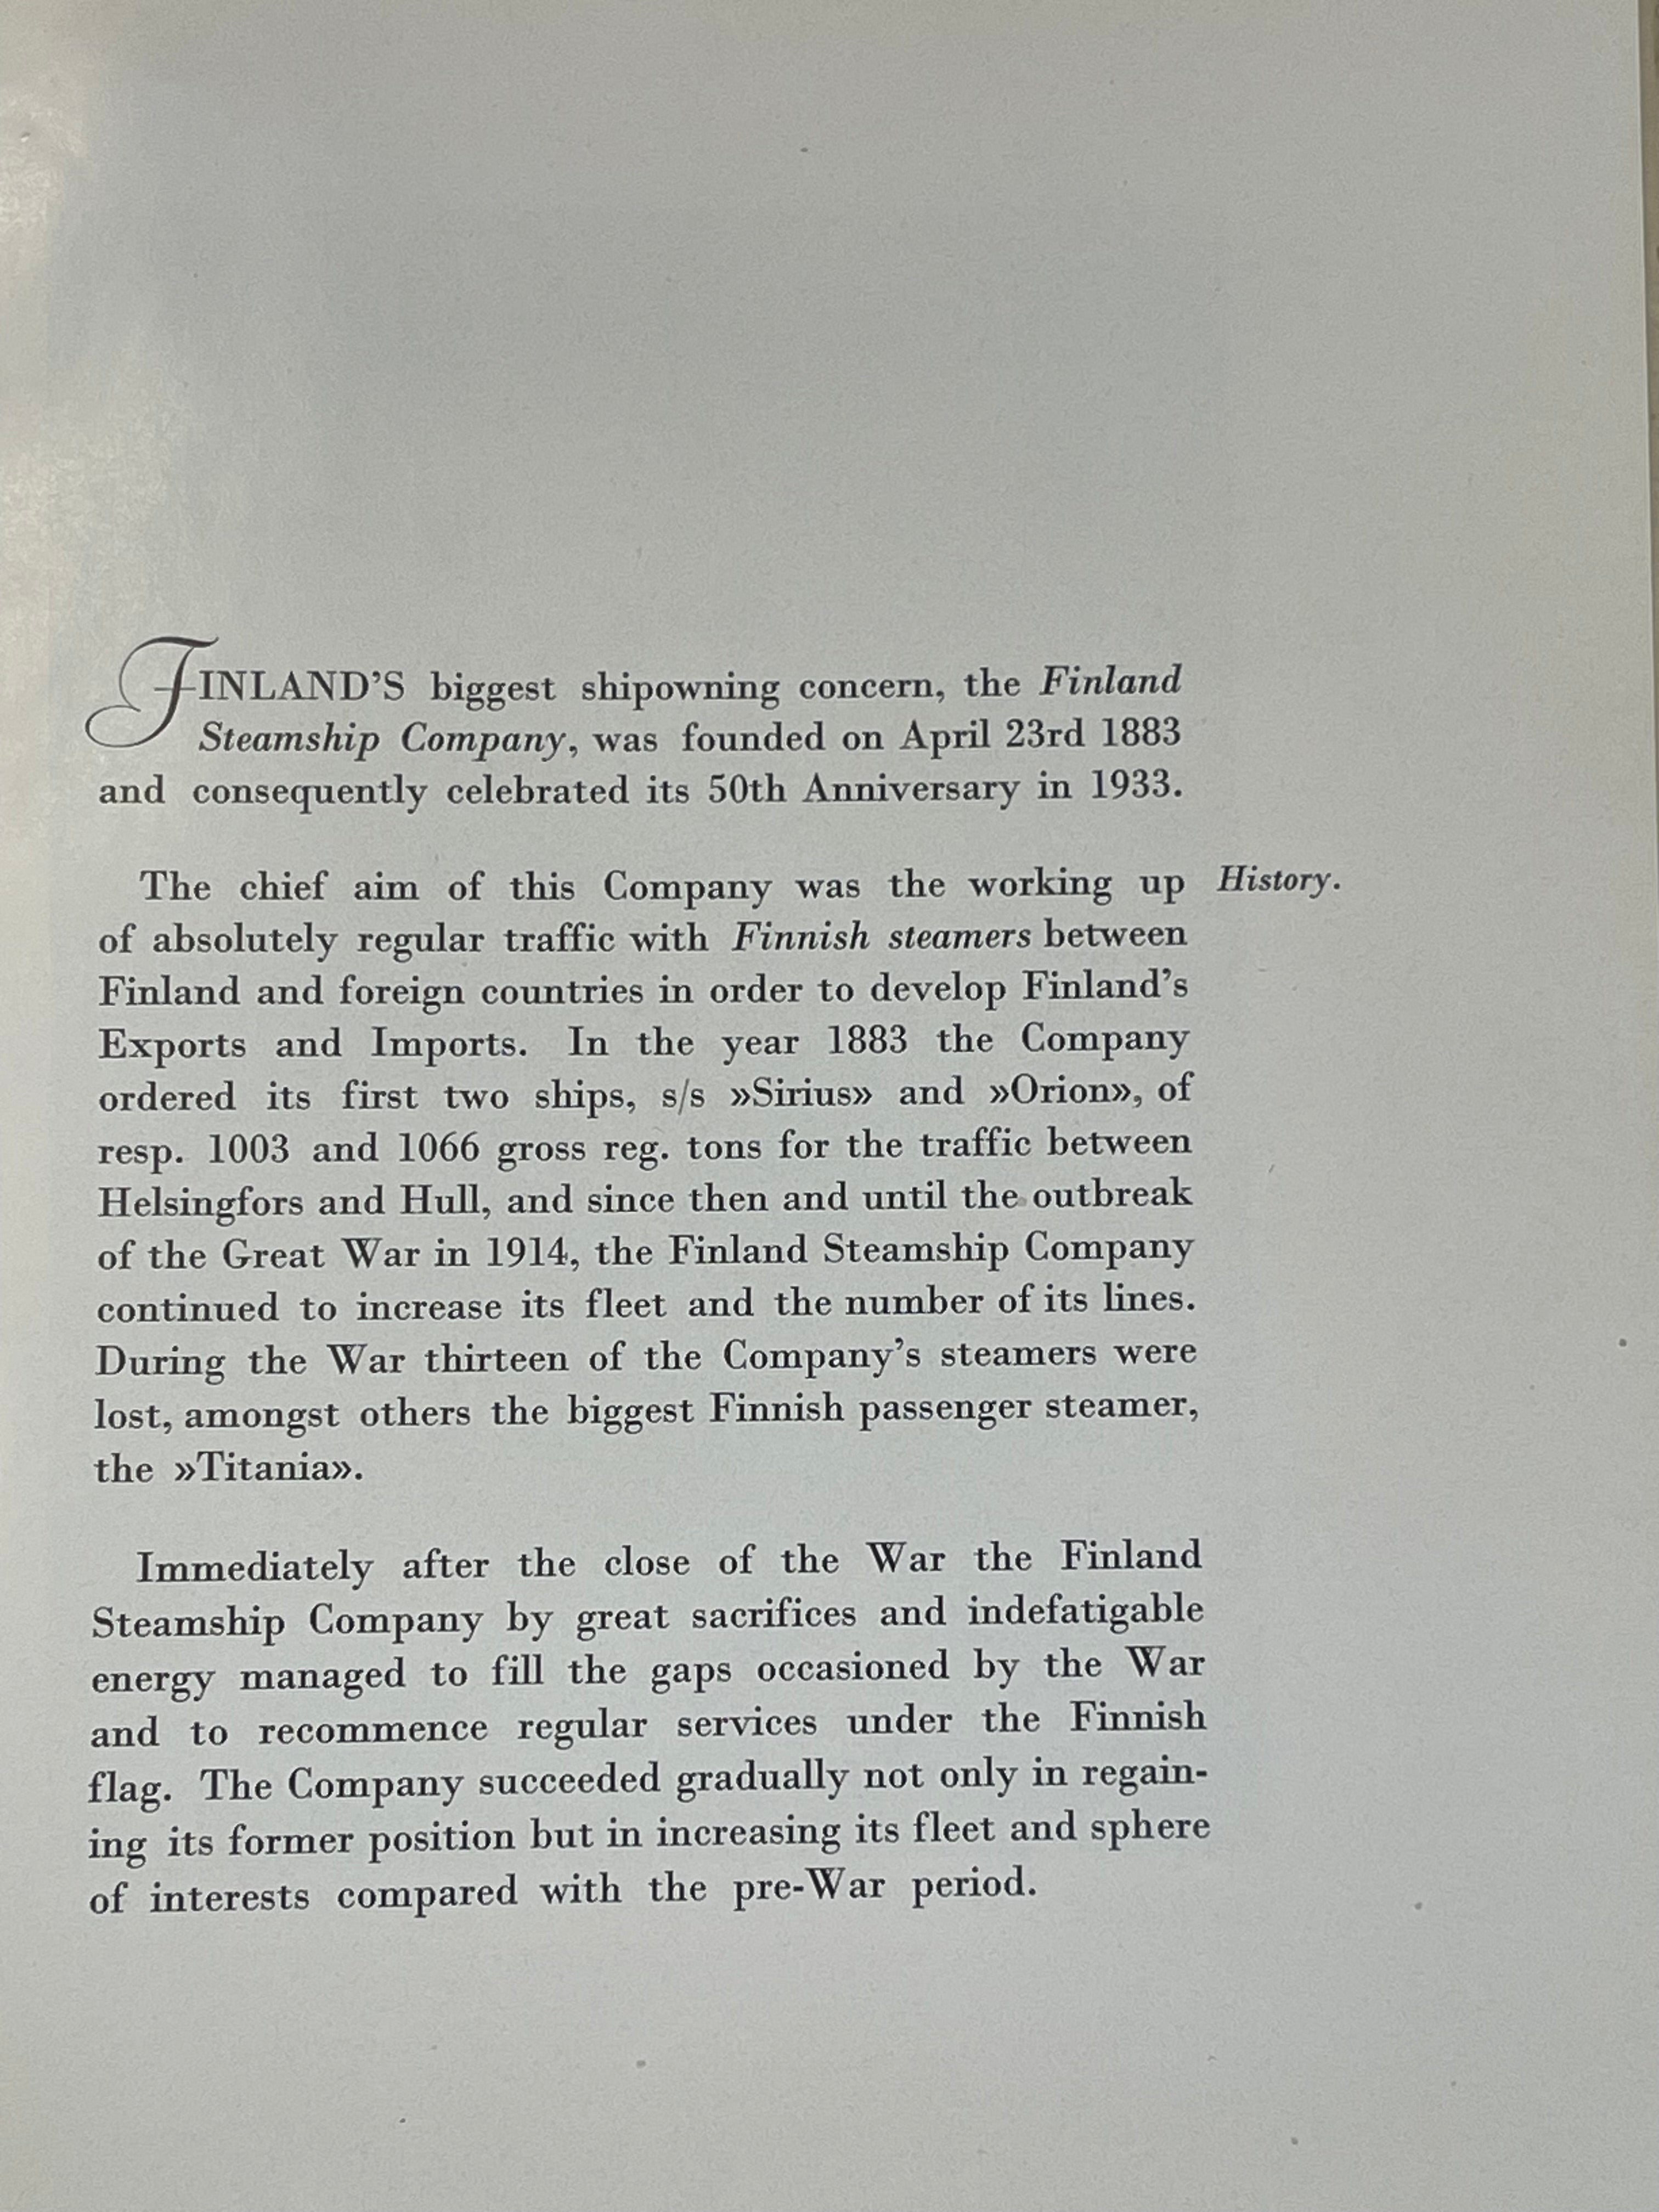 FINLAND'S biggest shipowning concern, the Finland
Steamship Company, was founded on April 23rd 1883
and consequently celebrated its 50th Anniversary in 1933.
The chief aim of this Company was the working up
History.
of absolutely regular traffic with Finnish steamers between
Finland and foreign countries in order to develop Finland's
Exports and Imports. In the year 1883 the Company
ordered its first two ships, s/s »Sirius» and »Orion», of
resp. 1003 and 1066 gross reg. tons for the traffic between
Helsingfors and Hull, and since then and until the outbreak
of the Great War in 1914, the Finland Steamship Company
continued to increase its fleet and the number of its lines.
During the War thirteen of the Company's steamers were
lost, amongst others the biggest Finnish passenger steamer,
the »Titania».
Immediately after the close of the War the Finland
Steamship Company by great sacrifices and indefatigable
energy managed to fill the gaps occasioned by the War
and to recommence regular services under the Finnish
flag. The Company succeeded gradually not only in regain-
ing its former position but in increasing its fleet and sphere
of interests compared with the pre-War period.